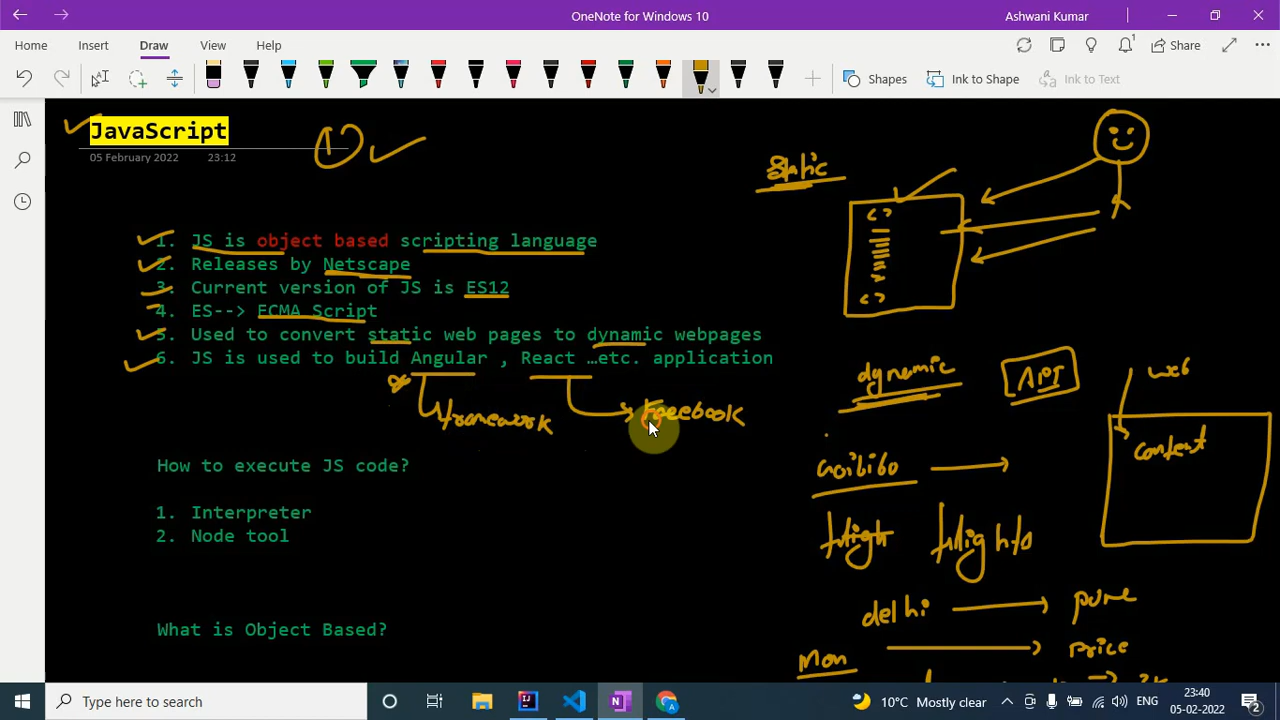 OneNote for Windows 10
Ashwani Kumar
Home Insert Draw View Help
Share
Shapes
Ink to Shape
Ink to Text
JavaScript
05 February 2022 23:12
static
1. JS is object based scripting language
2. Releases by Netscape
3. Current version of JS is ES12
4. ES--> ECMA Script
5. Used to convert static web pages to dynamic webpages
6. JS is used to build Angular , React …etc. application
framework
Facebook
dynamic
API
web
content
goibibo
How to execute JS code?
1. Interpreter
2. Node tool
delhi
pune
price
Mon
What is Object Based?
Type here to search
10°C Mostly clear
ENG
23:40
05-02-2022
2